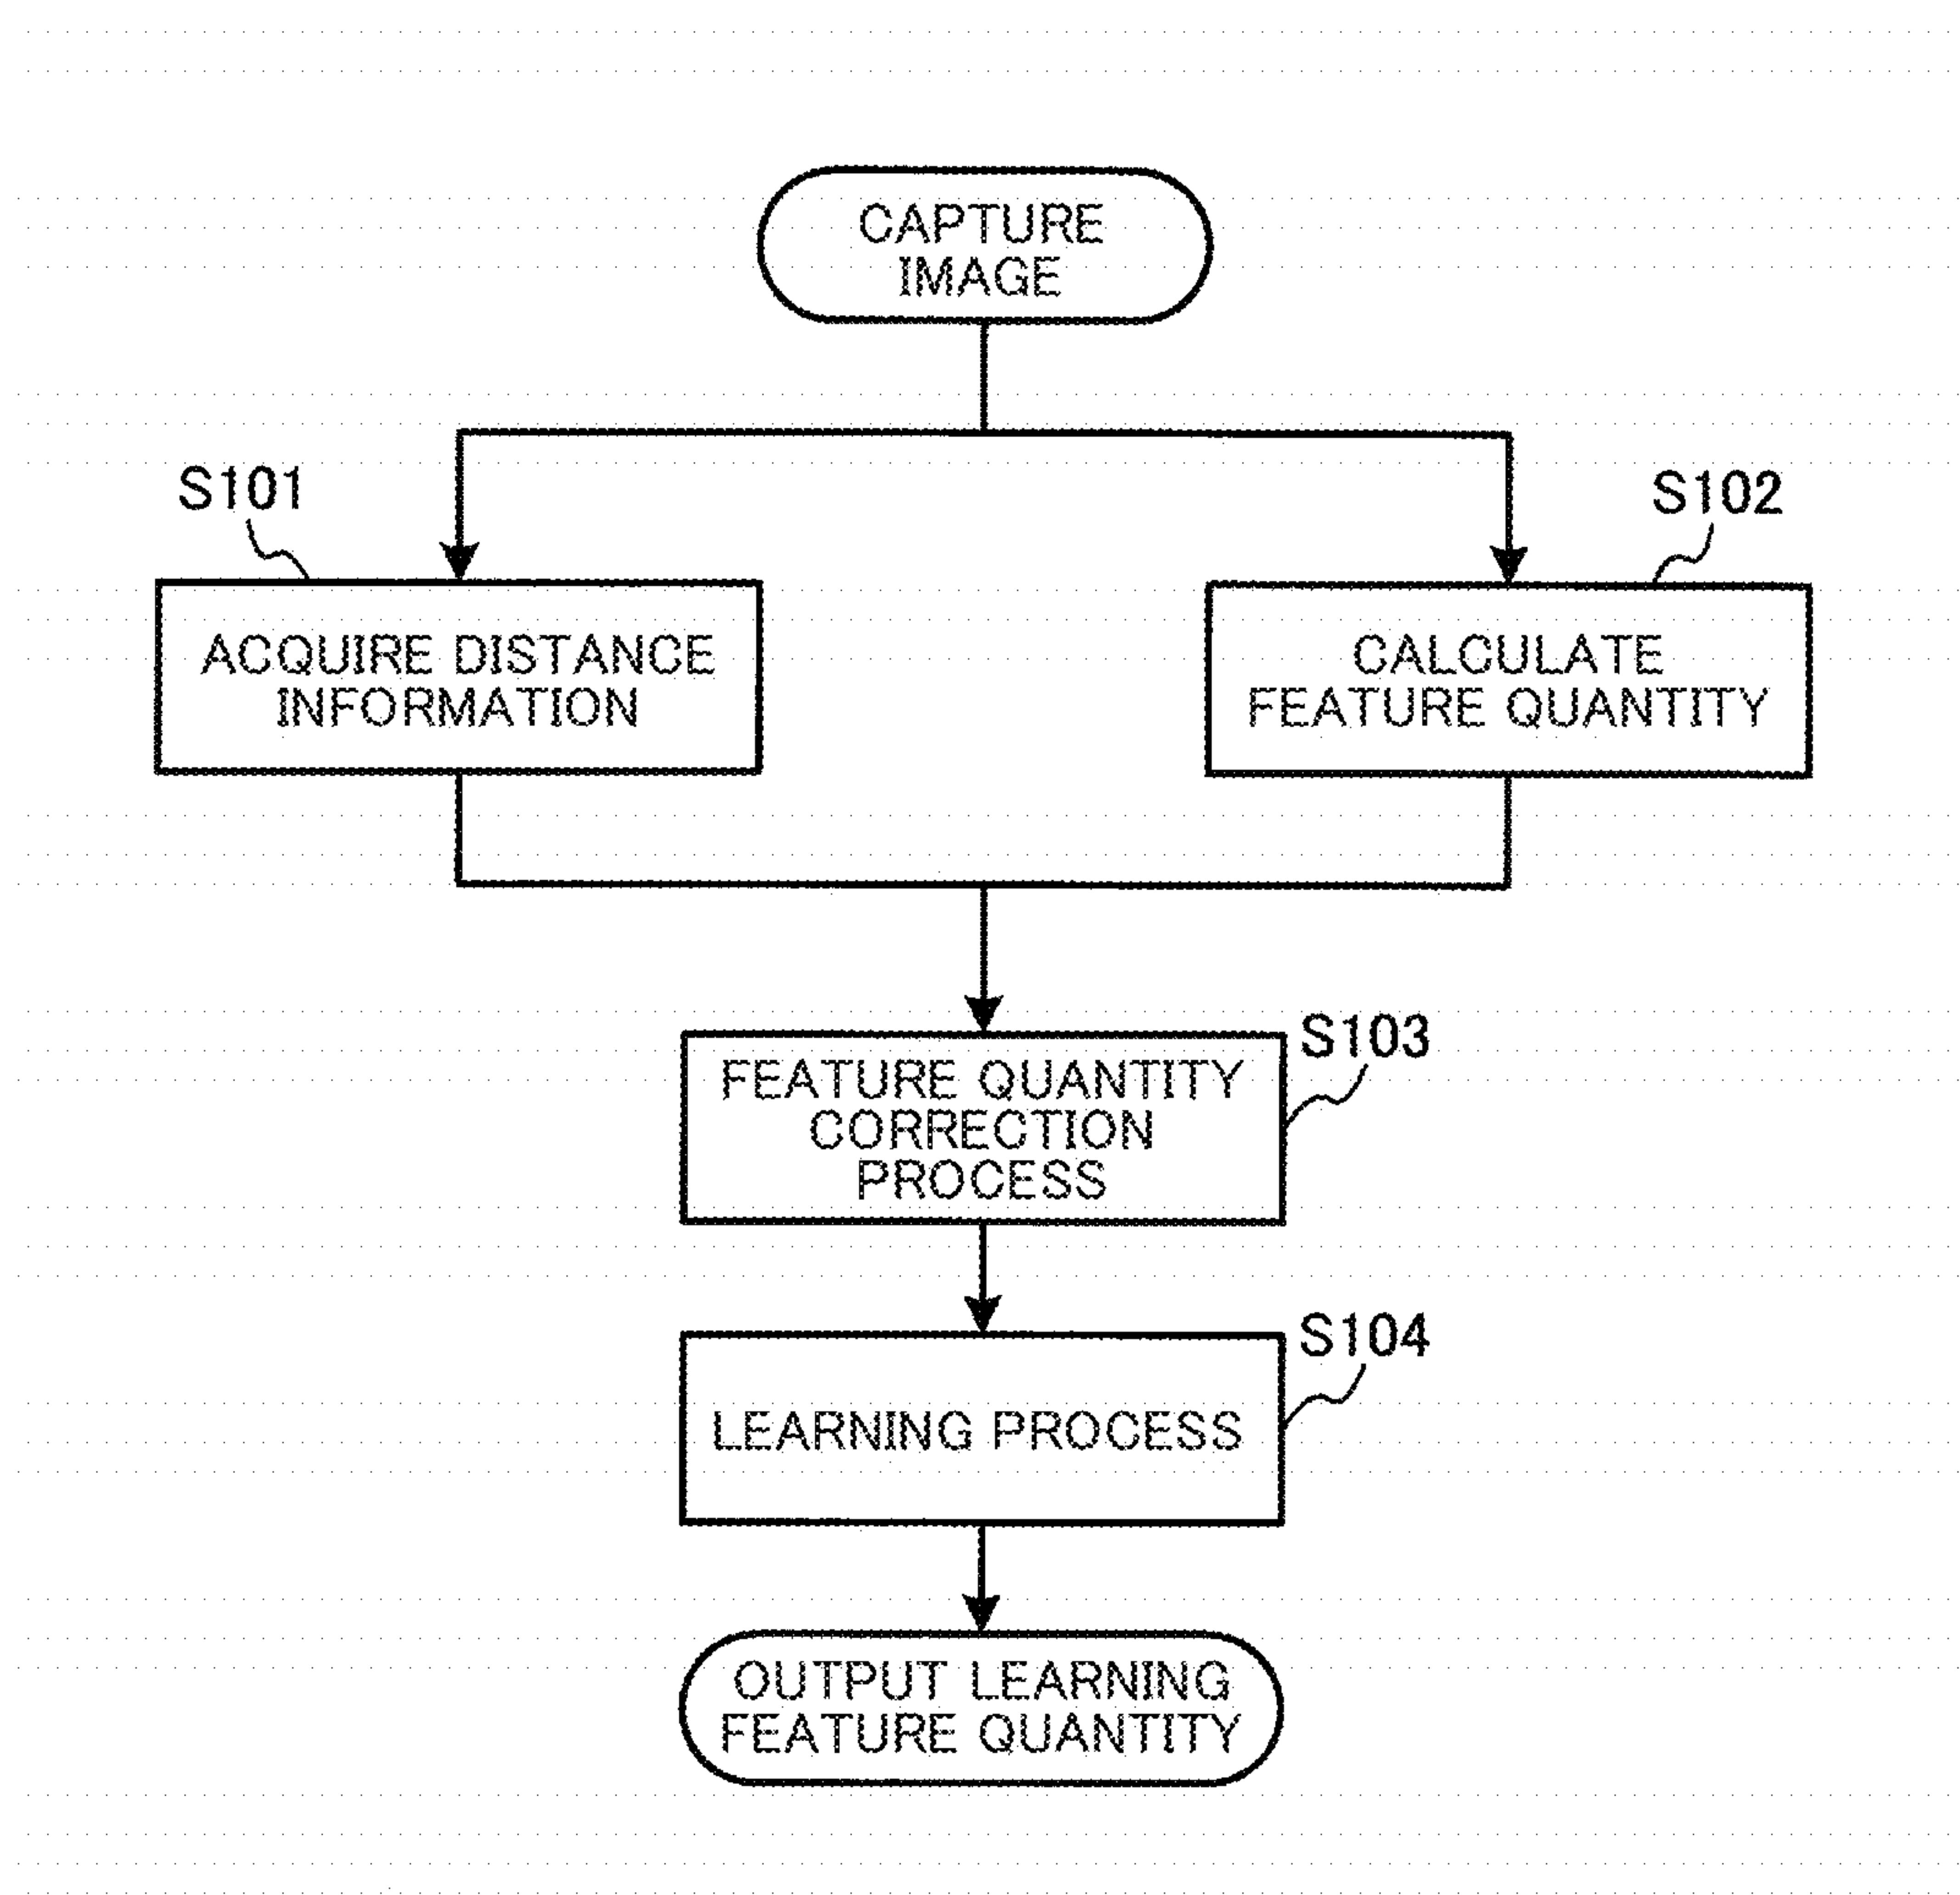 CAPTURE
IMAGE
S101
S102
ACQUIRE DISTANCE
INFORMATION
CALCULATE
FEATURE QUANTITY
S103
FEATURE QUANTITY
CORRECTION
PROCESS
S104
LEARNING PROCESS
OUTPUT LEARNING
FEATURE QUANTITY